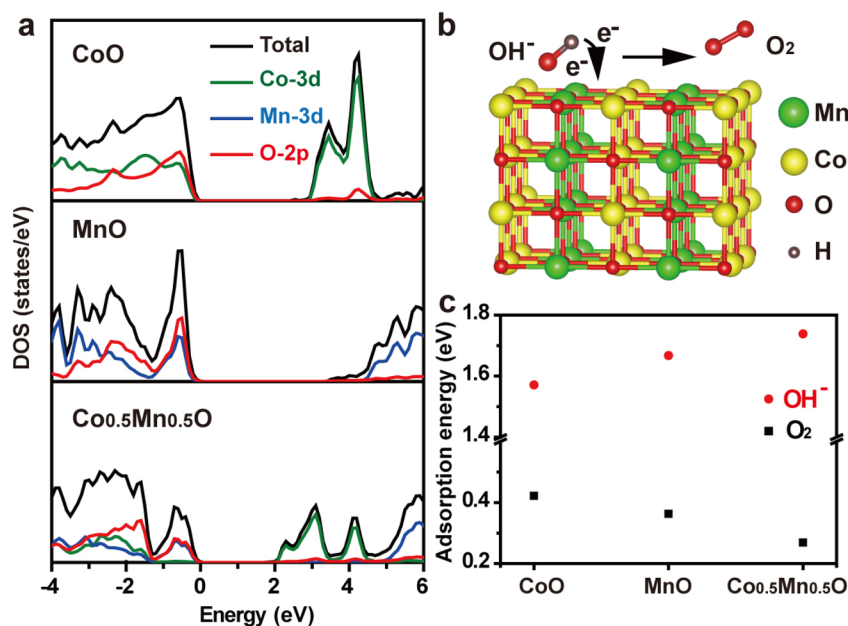 a
CoO
Total
Co-3d
Mn-3d
O-2p
MnO
Co0.5Mn0.5O
DOS (states/eV)
-4 -2 0 2 4 6
Energy (eV)
b
OH⁻ e⁻ e⁻ O₂
Mn
Co
O
H
c
1.8
1.6
1.4
0.4
0.2
Adsorption energy (eV)
OH⁻
O₂
CoO MnO Co0.5Mn0.5O